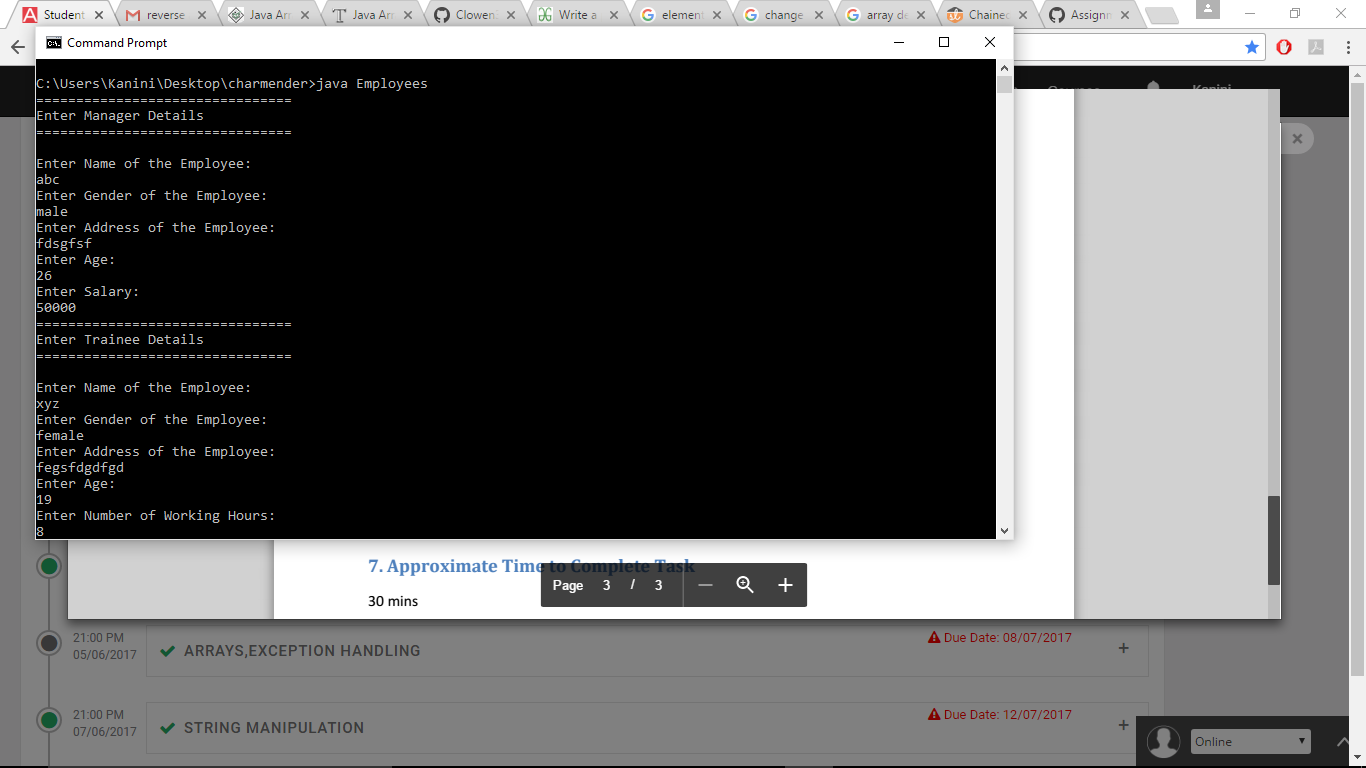 Student
reverse
Java Arr
Java Arr
Clowen
Write a
element
change
array de
Chained
Assignm
Command Prompt
C:\Users\Kanini\Desktop\charmender>java Employees
================================
Enter Manager Details
================================
Enter Name of the Employee:
abc
Enter Gender of the Employee:
male
Enter Address of the Employee:
fdsgfsf
Enter Age:
26
Enter Salary:
50000
================================
Enter Trainee Details
================================
Enter Name of the Employee:
xyz
Enter Gender of the Employee:
female
Enter Address of the Employee:
fegsfdgdfgd
Enter Age:
19
Enter Number of Working Hours:
8
7. Approximate Time to Complete Task
Page 3 / 3
30 mins
21:00 PM
05/06/2017
ARRAYS,EXCEPTION HANDLING
Due Date: 08/07/2017
21:00 PM
07/06/2017
STRING MANIPULATION
Due Date: 12/07/2017
Online